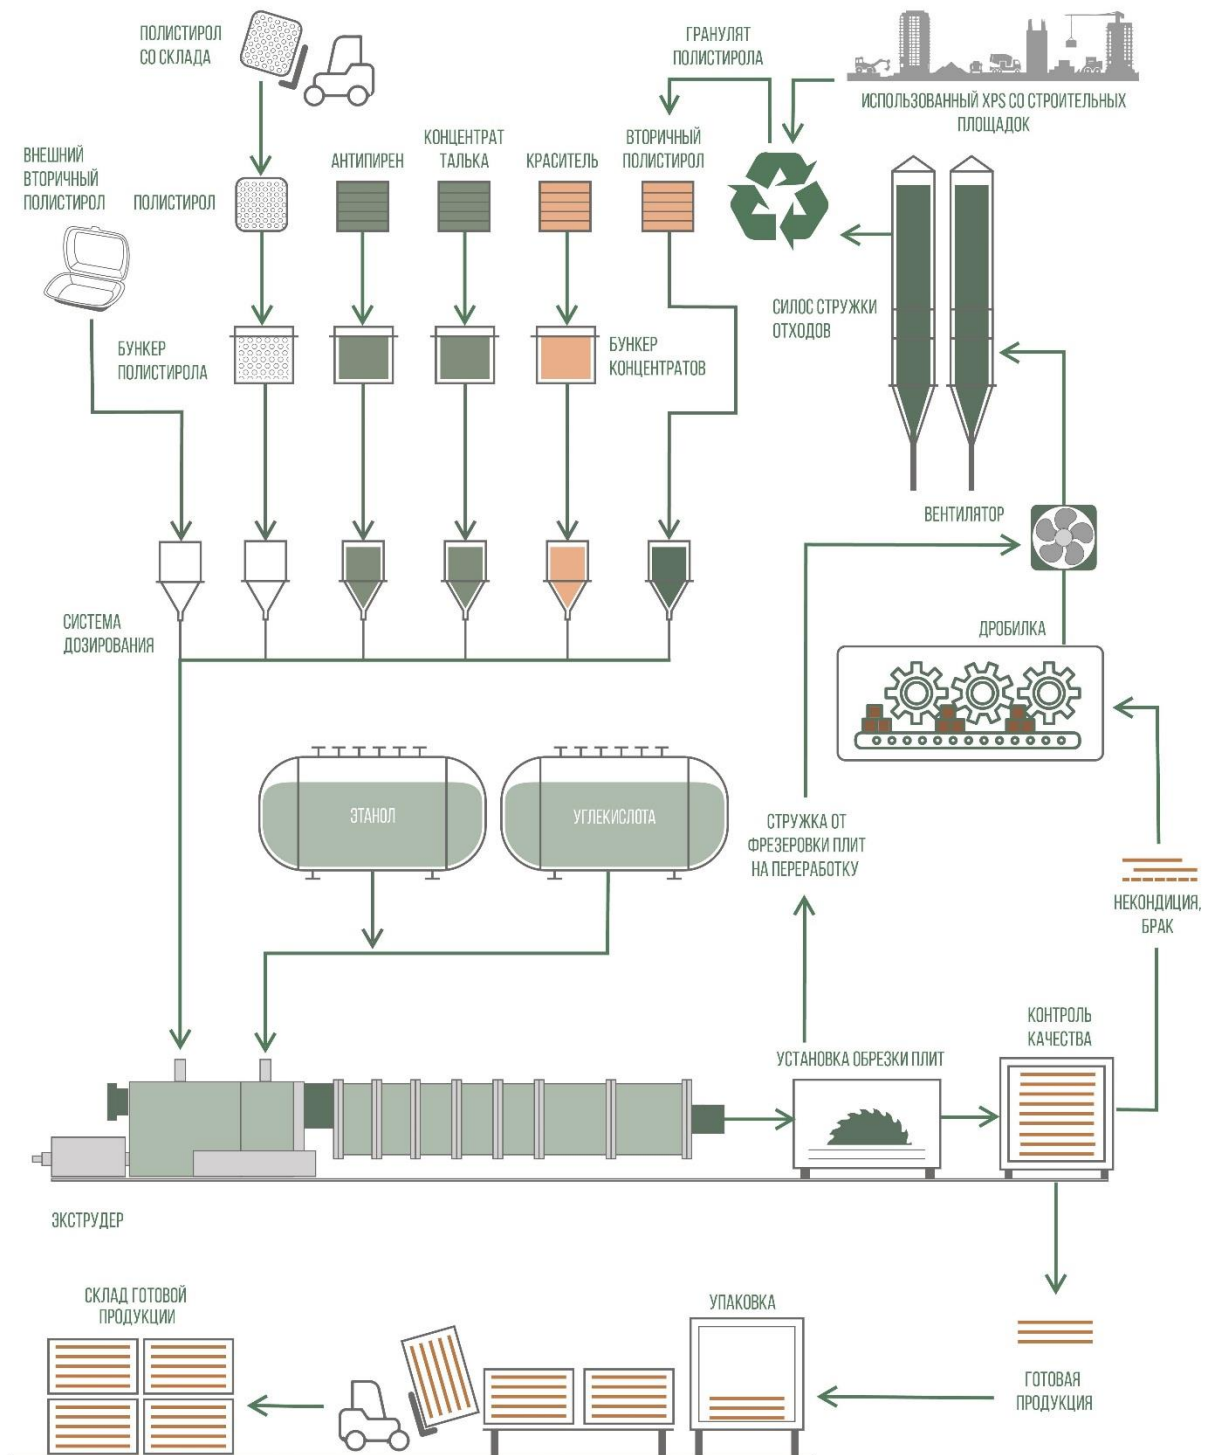 ПОЛИСТИРОЛ
СО СКЛАДА
ГРАНУЛЯТ
ПОЛИСТИРОЛА
ИСПОЛЬЗОВАННЫЙ XPS СО СТРОИТЕЛЬНЫХ
ПЛОЩАДОК
ВНЕШНИЙ
ВТОРИЧНЫЙ
ПОЛИСТИРОЛ
ПОЛИСТИРОЛ
АНТИПИРЕН
КОНЦЕНТРАТ
ТАЛЬКА
КРАСИТЕЛЬ
ВТОРИЧНЫЙ
ПОЛИСТИРОЛ
СИЛОС СТРУЖКИ
ОТХОДОВ
БУНКЕР
ПОЛИСТИРОЛА
БУНКЕР
КОНЦЕНТРАТОВ
ВЕНТИЛЯТОР
СИСТЕМА
ДОЗИРОВАНИЯ
ДРОБИЛКА
ЭТАНОЛ
УГЛЕКИСЛОТА
СТРУЖКА ОТ
ФРЕЗЕРОВКИ ПЛИТ
НА ПЕРЕРАБОТКУ
НЕКОНДИЦИЯ,
БРАК
КОНТРОЛЬ
КАЧЕСТВА
УСТАНОВКА ОБРЕЗКИ ПЛИТ
ЭКСТРУДЕР
СКЛАД ГОТОВОЙ
ПРОДУКЦИИ
УПАКОВКА
ГОТОВАЯ
ПРОДУКЦИЯ